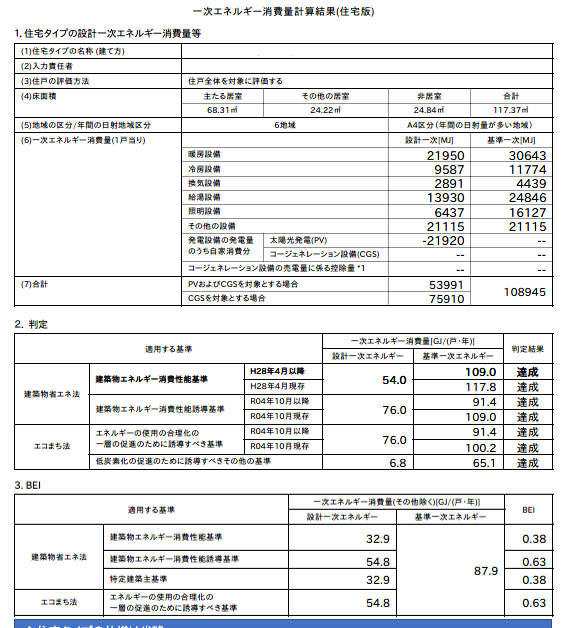 一次エネルギー消費量計算結果(住宅版)
1.住宅タイプの設計一次エネルギー消費量等
(1)住宅タイプの名称(建て方)
(2)入力責任者
(3)住戸の評価方法 住戸全体を対象に評価する
(4)床面積 主たる居室 その他の居室 非居室 合計
68.31㎡ 24.22㎡ 24.84㎡ 117.37㎡
(5)地域の区分/年間の日射地域区分 6地域 A4区分(年間の日射量が多い地域)
(6)一次エネルギー消費量(1戸当り) 設計一次[MJ] 基準一次[MJ]
暖房設備 21950 30643
冷房設備 9587 11774
換気設備 2891 4439
給湯設備 13930 24846
照明設備 6437 16127
その他の設備 21115 21115
発電設備の発電量 太陽光発電(PV) -21920 --
のうち自家消費分 コージェネレーション設備(CGS) -- --
コージェネレーション設備の売電量に係る控除量 *1 -- --
(7)合計 PVおよびCGSを対象とする場合 53991 108945
CGSを対象とする場合 75910
2. 判定
適用する基準 一次エネルギー消費量[GJ/(戸・年)] 判定結果
設計一次エネルギー 基準一次エネルギー
建築物省エネ法 建築物エネルギー消費性能基準 H28年4月以降 54.0 109.0 達成
H28年4月現存 117.8 達成
建築物エネルギー消費性能誘導基準 R04年10月以降 76.0 91.4 達成
R04年10月現存 109.0 達成
エコまち法 エネルギーの使用の合理化の R04年10月以降 76.0 91.4 達成
一層の促進のために誘導すべき基準 R04年10月現存 100.2 達成
低炭素化の促進のために誘導すべきその他の基準 6.8 65.1 達成
3. BEI
適用する基準 一次エネルギー消費量(その他除く)[GJ/(戸・年)] BEI
設計一次エネルギー 基準一次エネルギー
建築物省エネ法 建築物エネルギー消費性能基準 32.9 87.9 0.38
建築物エネルギー消費性能誘導基準 54.8 0.63
特定建築主基準 32.9 0.38
エコまち法 エネルギーの使用の合理化の 54.8 0.63
一層の促進のために誘導すべき基準